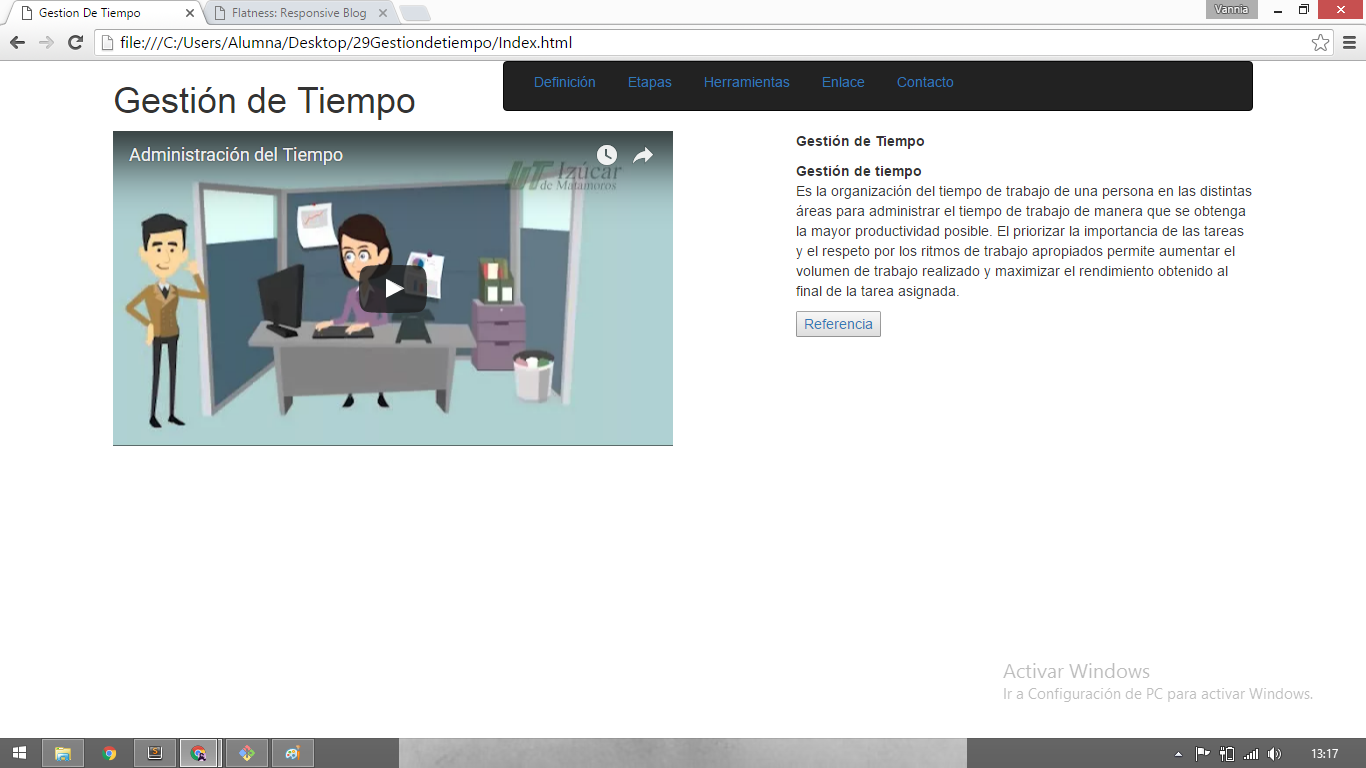 Gestion De Tiempo
Flatness: Responsive Blog
Vannia
file:///C:/Users/Alumna/Desktop/29Gestiondetiempo/Index.html
Gestión de Tiempo
Definición Etapas Herramientas Enlace Contacto
Administración del Tiempo
UT Izúcar
de Matamoros
Gestión de Tiempo
Gestión de tiempo
Es la organización del tiempo de trabajo de una persona en las distintas
áreas para administrar el tiempo de trabajo de manera que se obtenga
la mayor productividad posible. El priorizar la importancia de las tareas
y el respeto por los ritmos de trabajo apropiados permite aumentar el
volumen de trabajo realizado y maximizar el rendimiento obtenido al
final de la tarea asignada.
Referencia
Activar Windows
Ir a Configuración de PC para activar Windows.
13:17